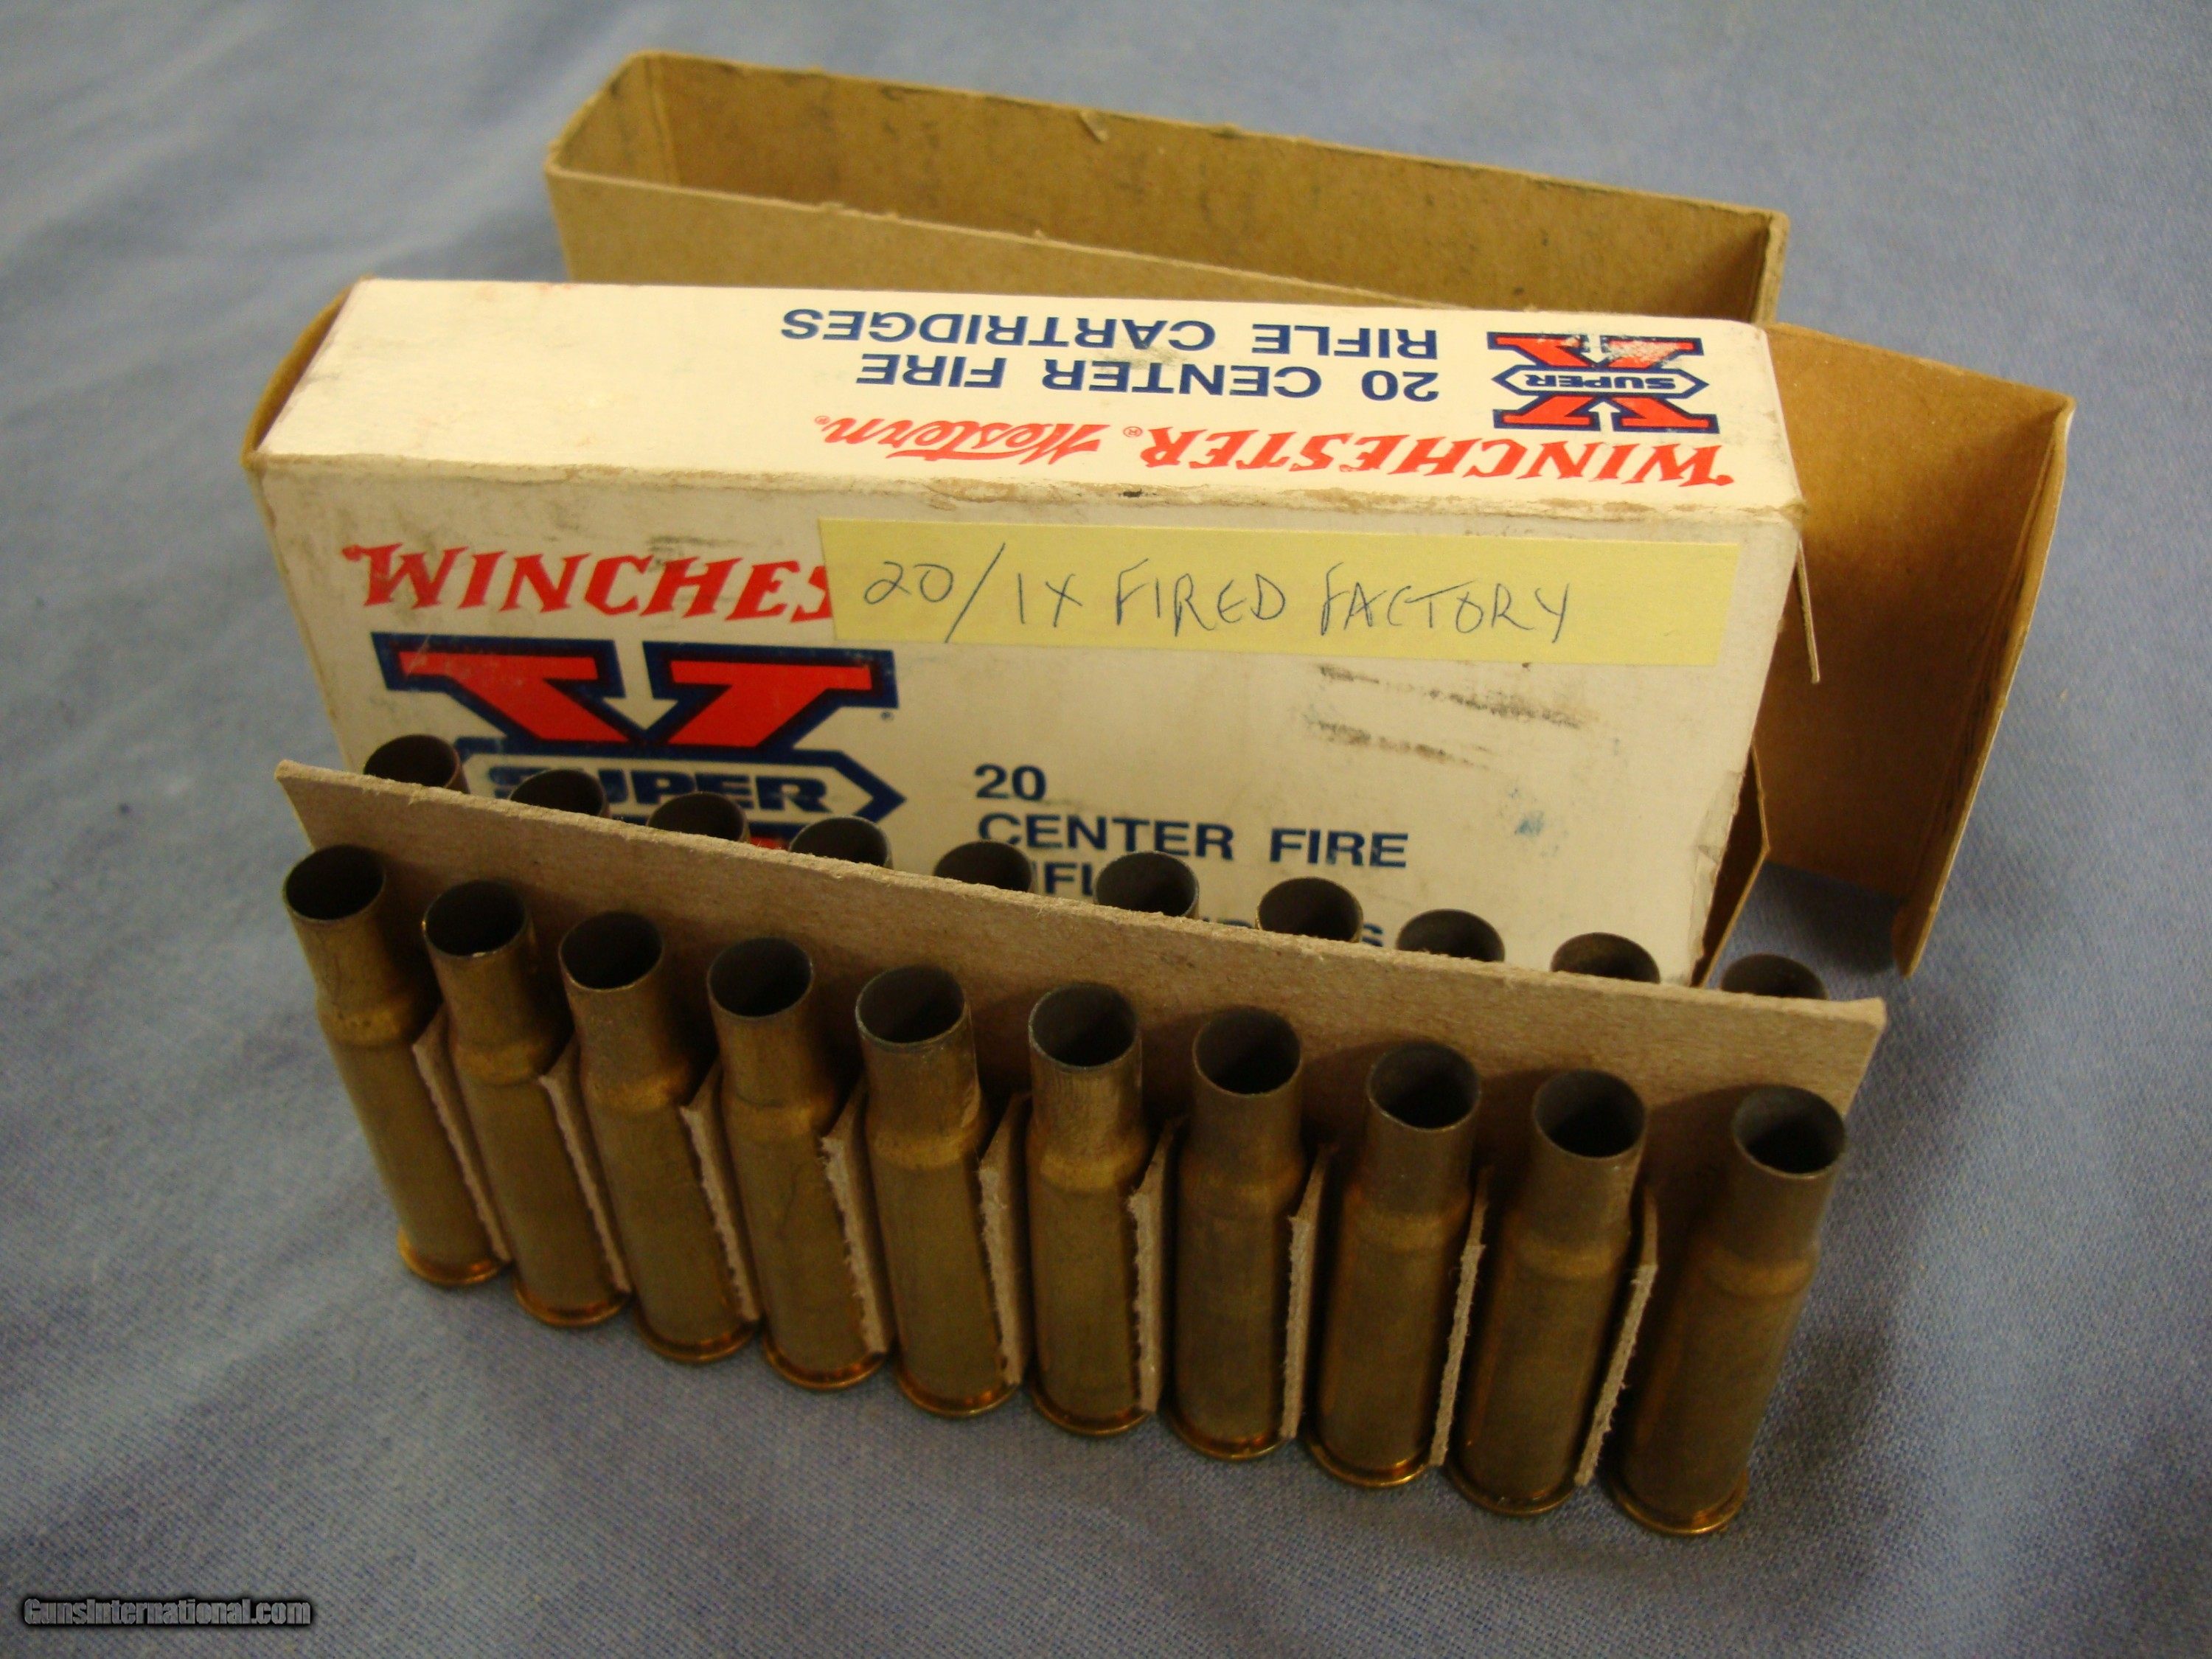 20 CENTER FIRE
RIFLE CARTRIDGES
SUPER
X
WINCHESTER® Western®
WINCHES
20/1X FIRED FACTORY
SUPER
20
CENTER FIRE
GunsInternational.com